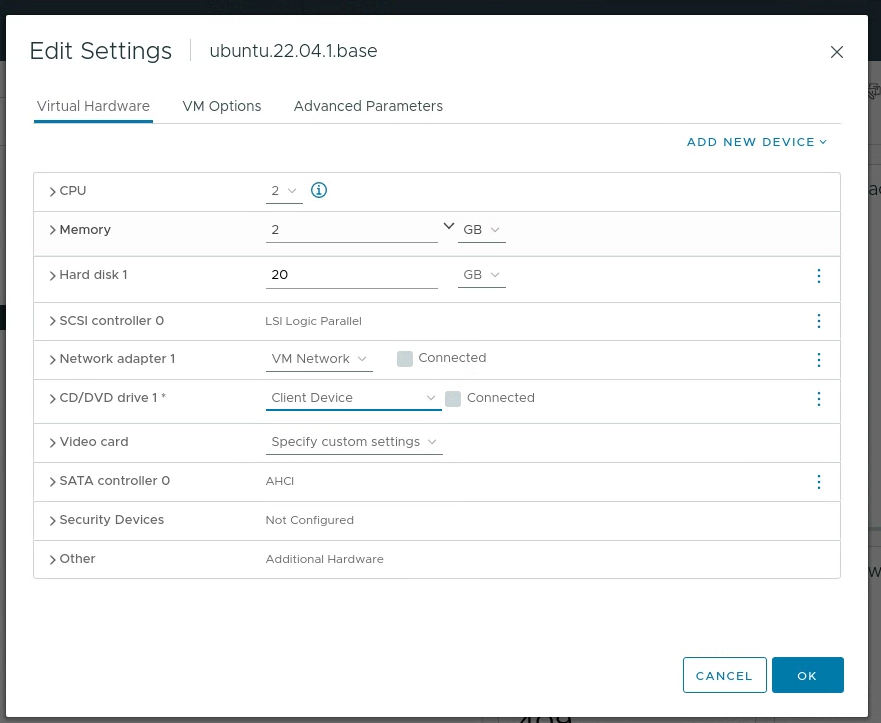 Edit Settings | ubuntu.22.04.1.base
Virtual Hardware VM Options Advanced Parameters
ADD NEW DEVICE
CPU 2
Memory 2 GB
Hard disk 1 20 GB
SCSI controller 0 LSI Logic Parallel
Network adapter 1 VM Network Connected
CD/DVD drive 1 * Client Device Connected
Video card Specify custom settings
SATA controller 0 AHCI
Security Devices Not Configured
Other Additional Hardware
CANCEL OK